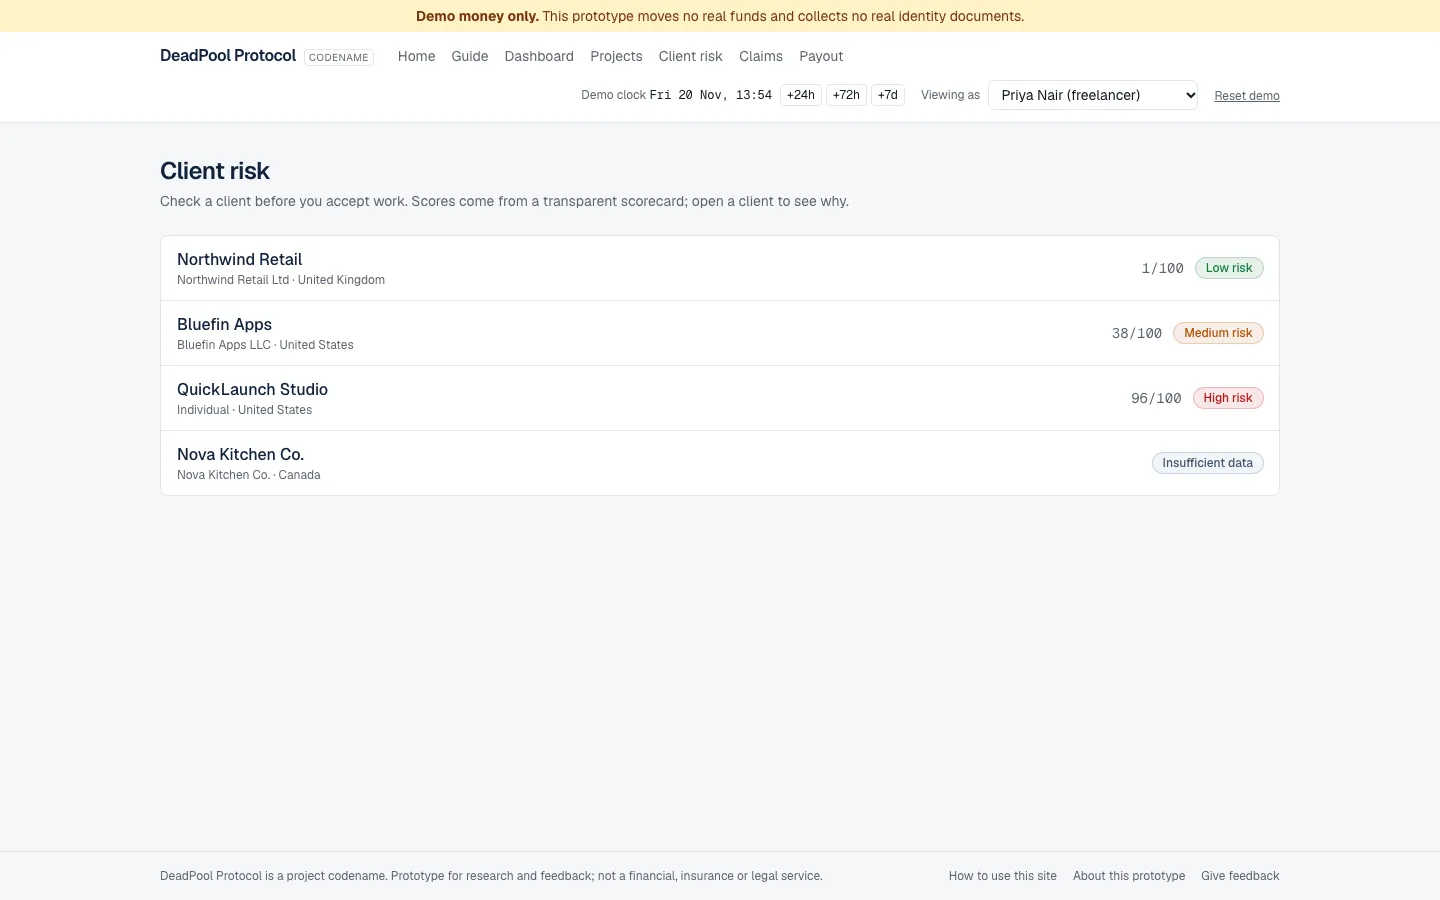 Demo money only. This prototype moves no real funds and collects no real identity documents.
DeadPool Protocol CODENAME Home Guide Dashboard Projects Client risk Claims Payout
Demo clock Fri 20 Nov, 13:54 +24h +72h +7d Viewing as Priya Nair (freelancer) Reset demo
Client risk
Check a client before you accept work. Scores come from a transparent scorecard; open a client to see why.
Northwind Retail
Northwind Retail Ltd · United Kingdom
1/100 Low risk
Bluefin Apps
Bluefin Apps LLC · United States
38/100 Medium risk
QuickLaunch Studio
Individual · United States
96/100 High risk
Nova Kitchen Co.
Nova Kitchen Co. · Canada
Insufficient data
DeadPool Protocol is a project codename. Prototype for research and feedback; not a financial, insurance or legal service.
How to use this site About this prototype Give feedback